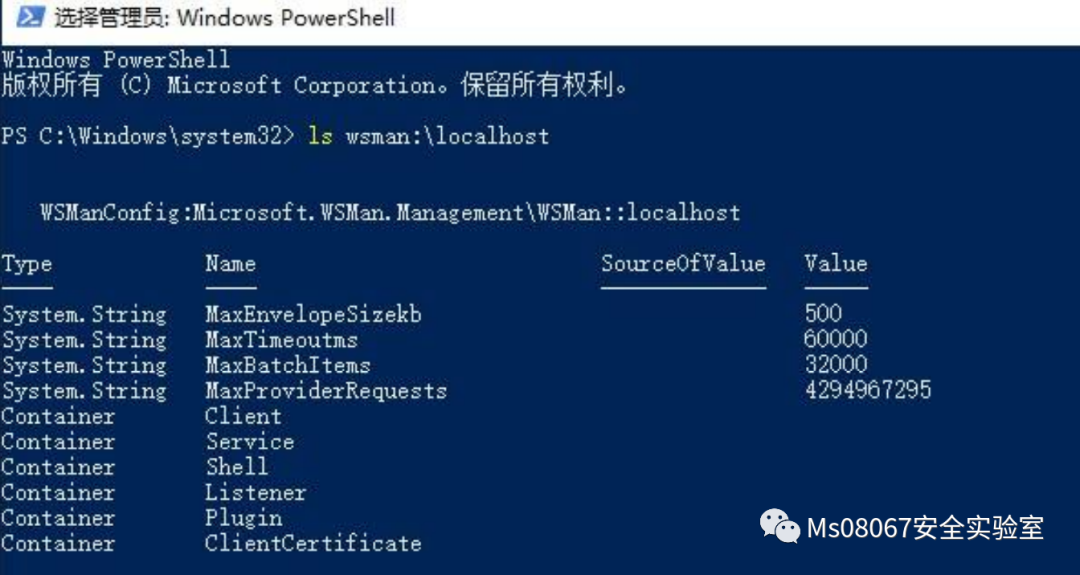 选择管理员: Windows PowerShell
Windows PowerShell
版权所有 (C) Microsoft Corporation。保留所有权利。
PS C:\Windows\system32> ls wsman:\localhost
WSManConfig:Microsoft.WSMan.Management\WSMan::localhost
Type Name SourceOfValue Value
System.String MaxEnvelopeSizekb 500
System.String MaxTimeoutms 60000
System.String MaxBatchItems 32000
System.String MaxProviderRequests 4294967295
Container Client
Container Service
Container Shell
Container Listener
Container Plugin
Container ClientCertificate
Ms08067安全实验室